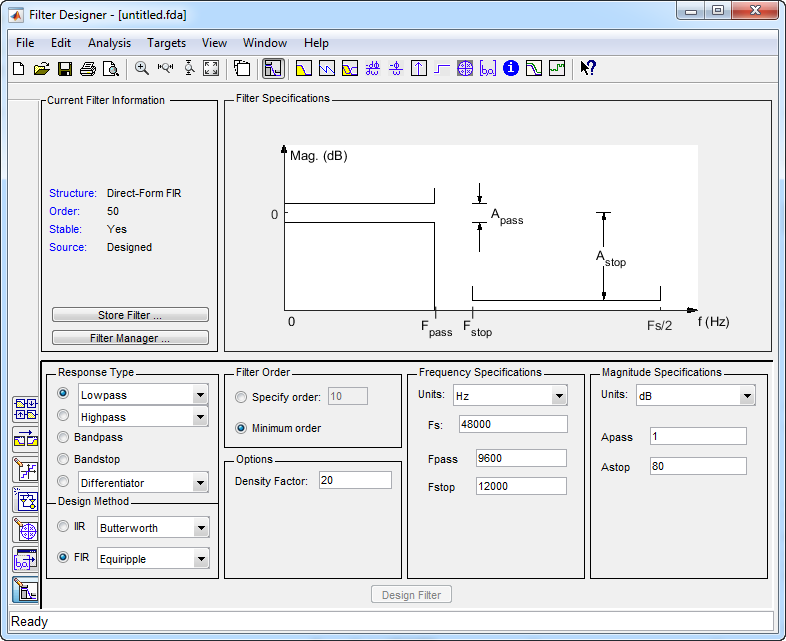 Filter Designer - [untitled.fda]
File Edit Analysis Targets View Window Help
Current Filter Information
Structure: Direct-Form FIR
Order: 50
Stable: Yes
Source: Designed
Store Filter ...
Filter Manager ...
Filter Specifications
Mag. (dB)
0
A pass
A stop
0
F pass
F stop
Fs/2
f (Hz)
Response Type
Lowpass
Highpass
Bandpass
Bandstop
Differentiator
Design Method
IIR Butterworth
FIR Equiripple
Filter Order
Specify order: 10
Minimum order
Options
Density Factor: 20
Frequency Specifications
Units: Hz
Fs: 48000
Fpass 9600
Fstop 12000
Magnitude Specifications
Units: dB
Apass 1
Astop 80
Design Filter
Ready